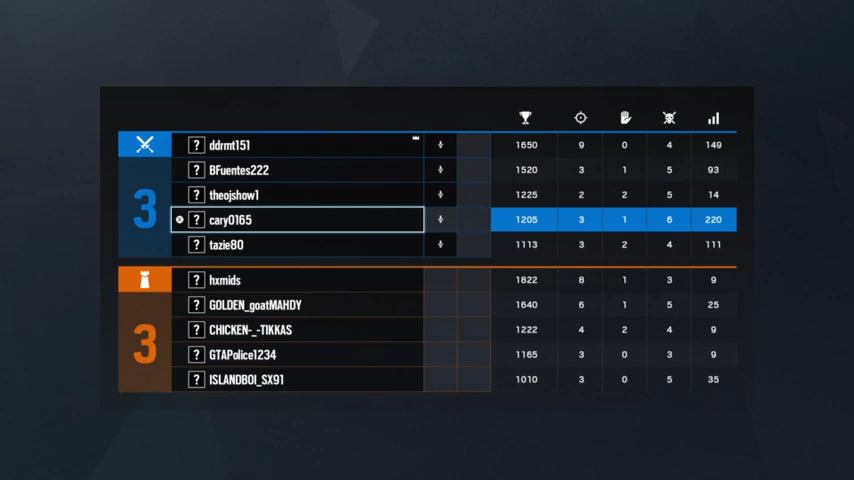 ? ddrmt151 1650 9 0 4 149
? BFuentes222 1520 3 1 5 93
? theojshow1 1225 2 2 5 14
3
? cary0165 1205 3 1 6 220
? tazie80 1113 3 2 4 111
? hxmids 1822 8 1 3 9
? GOLDEN_goatMAHDY 1640 6 1 5 25
? CHICKEN-_-TIKKAS 1222 4 2 4 9
3
? GTAPolice1234 1165 3 0 3 9
? ISLANDBOI_SX91 1010 3 0 5 35